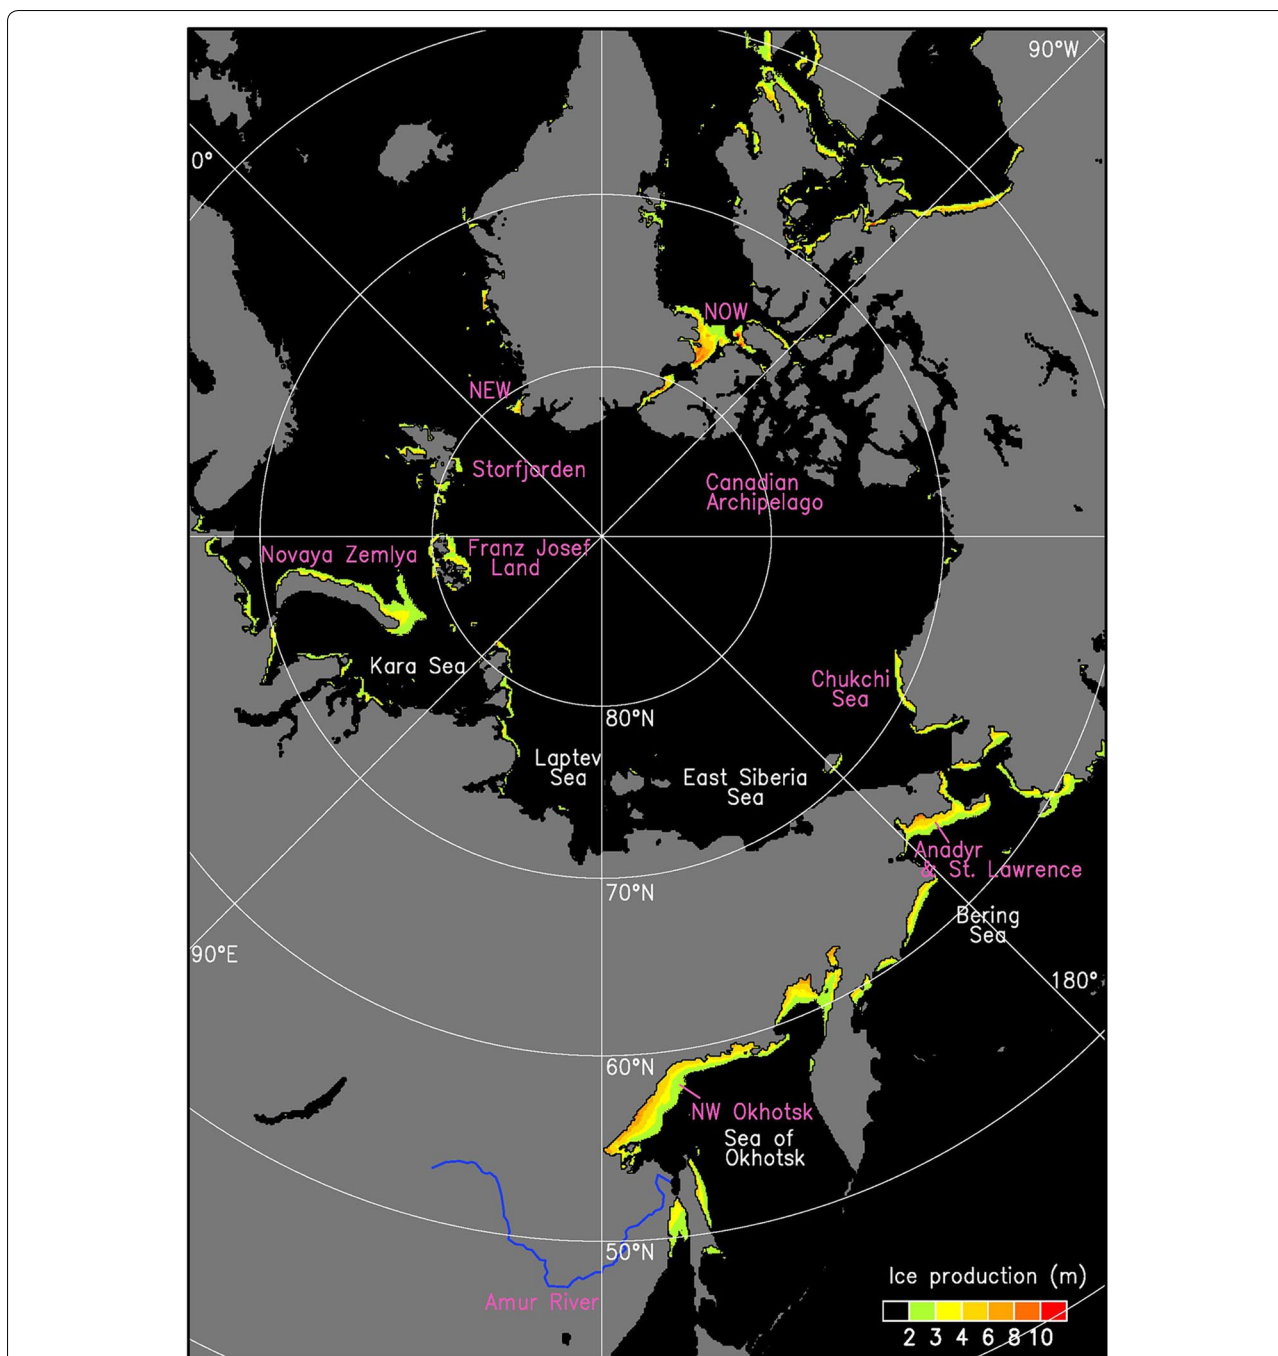 90°W
0°
NOW
NEW
Storfjorden
Canadian
Archipelago
Novaya Zemlya
Franz Josef
Land
Kara Sea
Chukchi
Sea
80°N
Laptev
Sea
East Siberia
Sea
Anadyr
& St. Lawrence
70°N
Bering
Sea
90°E
180°
60°N
NW Okhotsk
Sea of
Okhotsk
50°N
Amur River
Ice production (m)
2 3 4 6 8 10